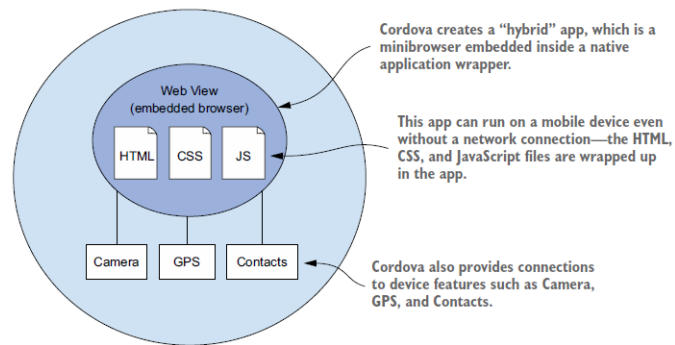 Cordova creates a “hybrid” app, which is a
minibrowser embedded inside a native
application wrapper.
Web View
(embedded browser)
HTML
CSS
JS
This app can run on a mobile device even
without a network connection—the HTML,
CSS, and JavaScript files are wrapped up
in the app.
Camera
GPS
Contacts
Cordova also provides connections
to device features such as Camera,
GPS, and Contacts.